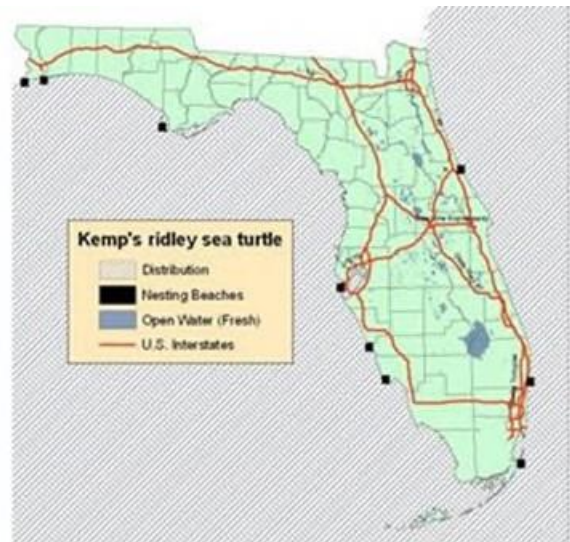 Kemp's ridley sea turtle
Distribution
Nesting Beaches
Open Water (Fresh)
U.S. Interstates